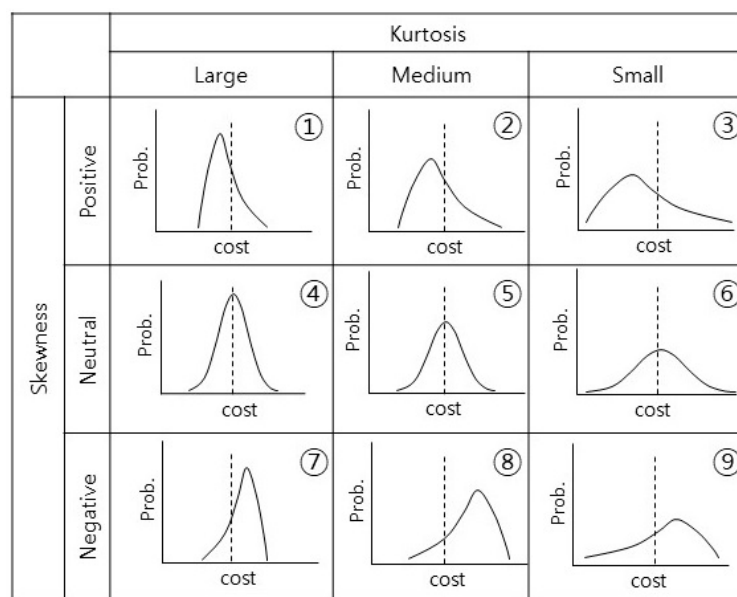 Kurtosis
Large Medium Small
Skewness
Positive
Prob.
cost
①
Prob.
cost
②
Prob.
cost
③
Neutral
Prob.
cost
④
Prob.
cost
⑤
Prob.
cost
⑥
Negative
Prob.
cost
⑦
Prob.
cost
⑧
Prob.
cost
⑨